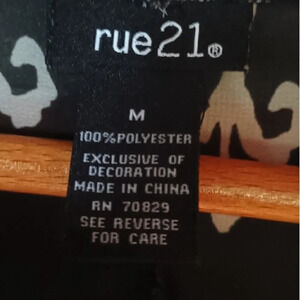 rue21®
M
100%POLYESTER
EXCLUSIVE OF
DECORATION
MADE IN CHINA
RN 70829
SEE REVERSE
FOR CARE